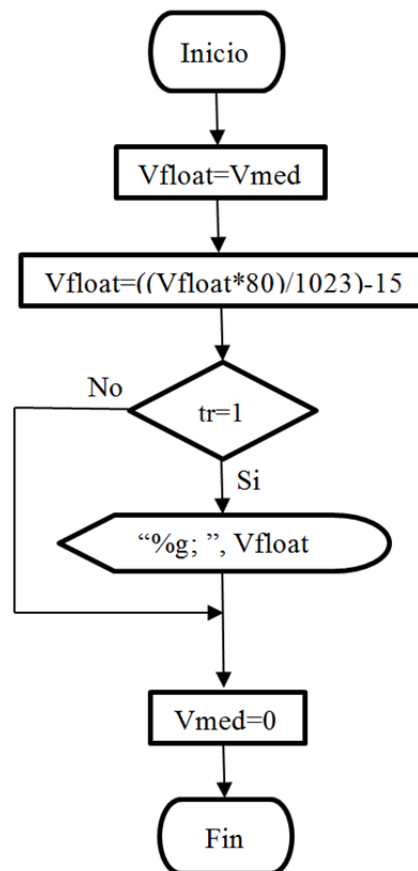 Inicio
Vfloat=Vmed
Vfloat=((Vfloat*80)/1023)-15
No
tr=1
Si
“%g; ”, Vfloat
Vmed=0
Fin